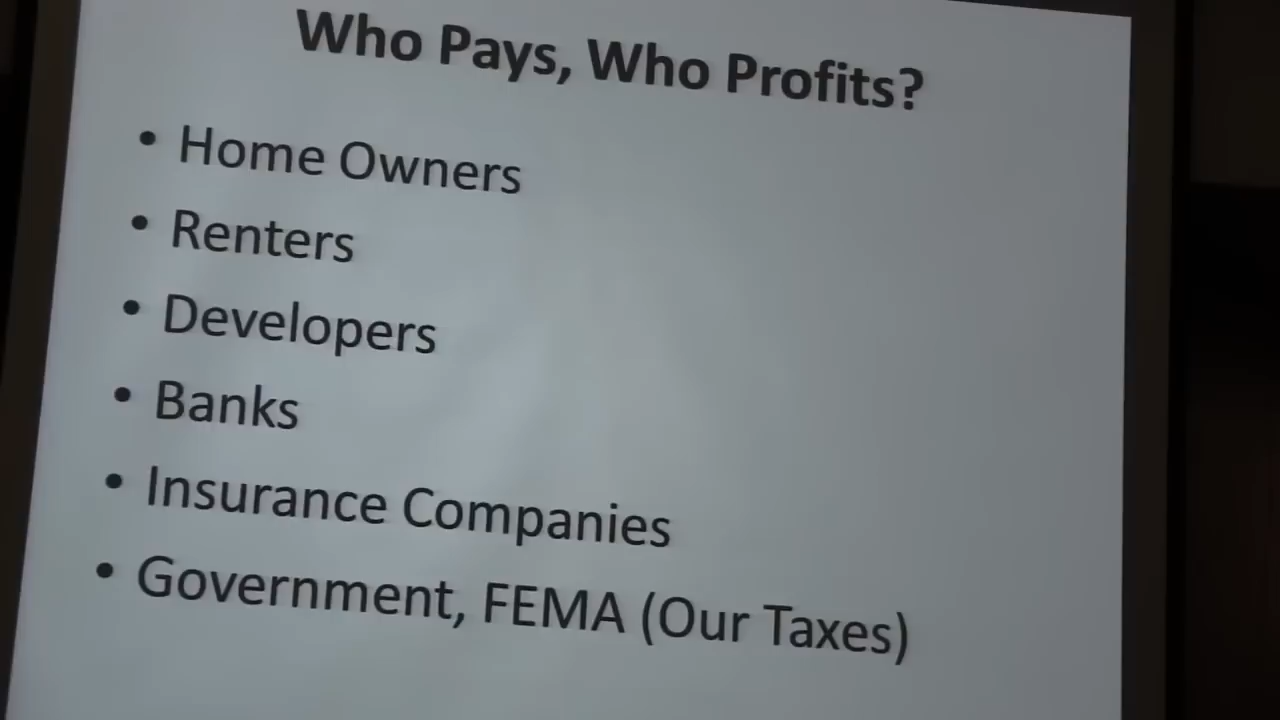 Who Pays, Who Profits?
• Home Owners
• Renters
• Developers
• Banks
• Insurance Companies
• Government, FEMA (Our Taxes)